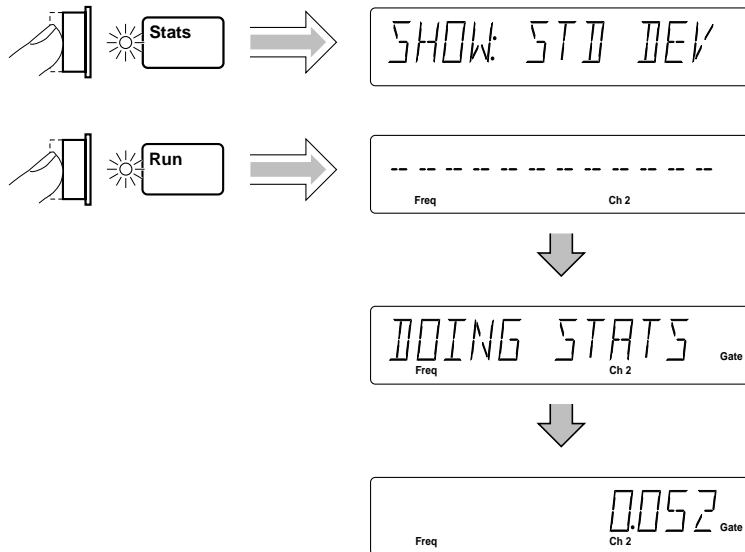 Stats
SHOW: STD DEV
Run
-- -- -- -- -- -- -- -- -- -- -- --
Freq Ch 2
DOING STATS
Freq Ch 2 Gate
0.052
Freq Ch 2 Gate